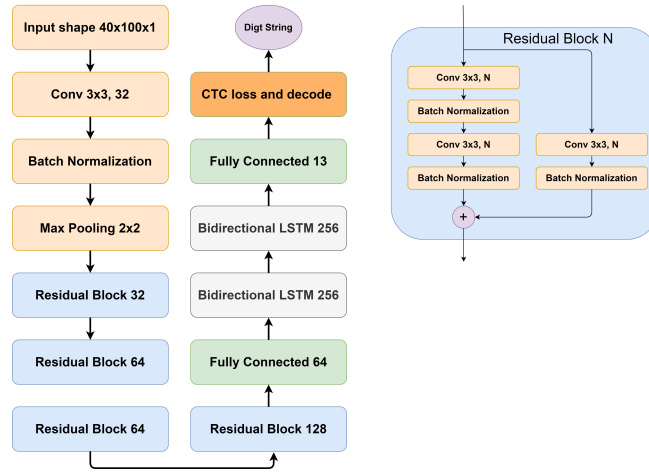 Input shape 40x100x1
Conv 3x3, 32
Batch Normalization
Max Pooling 2x2
Residual Block 32
Residual Block 64
Residual Block 64
Residual Block 128
Fully Connected 64
Bidirectional LSTM 256
Bidirectional LSTM 256
Fully Connected 13
CTC loss and decode
Digt String
Residual Block N
Conv 3x3, N
Batch Normalization
Conv 3x3, N
Batch Normalization
Conv 3x3, N
Batch Normalization
+